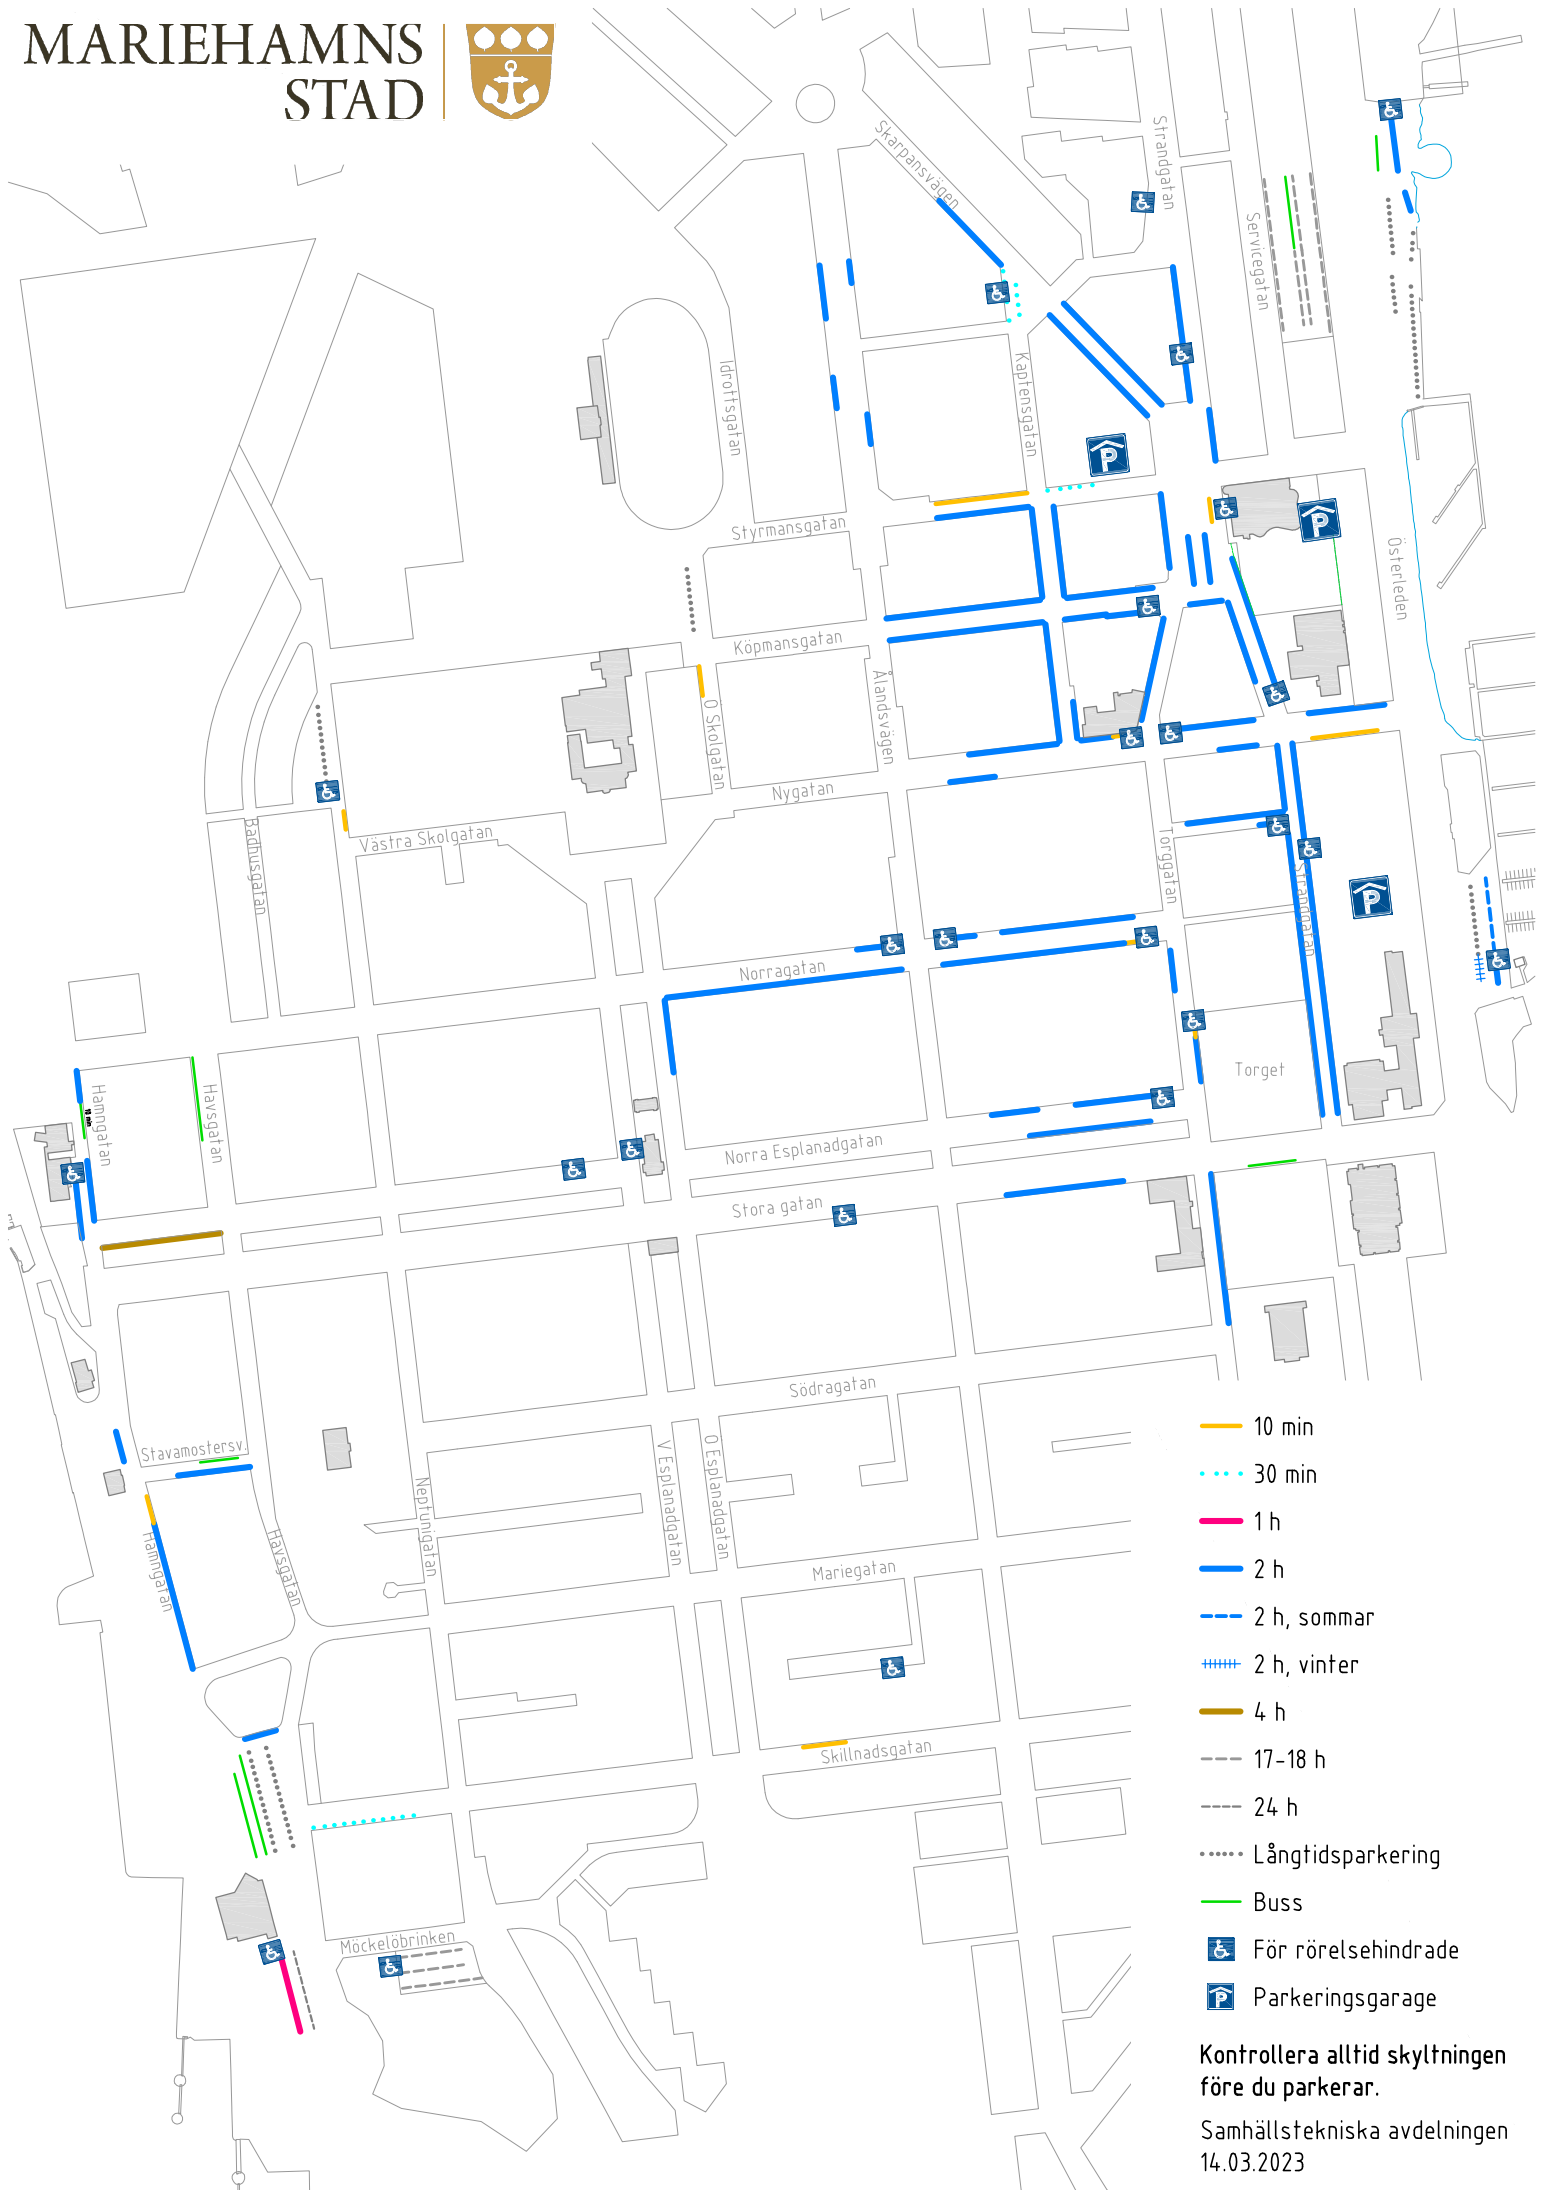 MARIEHAMNS
STAD
Skarpansvägen
Strandgatan
Servicegatan
Idrottsgatan
Kaptensgatan
Styrmansgatan
Österleden
Köpmansgatan
Ålandsvägen
Ö Skolgatan
Nygatan
Västra Skolgatan
Badhusgatan
Torggatan
Strandgatan
Norragatan
Torget
Hamngatan
10 min
Havsgatan
Norra Esplanadgatan
Stora gatan
Södragatan
Stavamostersv.
V Esplanadgatan
Ö Esplanadgatan
Neptunigatan
Hamngatan
Havsgatan
Mariegatan
Skillnadsgatan
Möckelöbrinken
10 min
30 min
1 h
2 h
2 h, sommar
2 h, vinter
4 h
17-18 h
24 h
Långtidsparkering
Buss
För rörelsehindrade
Parkeringsgarage
Kontrollera alltid skyltningen
före du parkerar.
Samhällstekniska avdelningen
14.03.2023
P
P
P
P